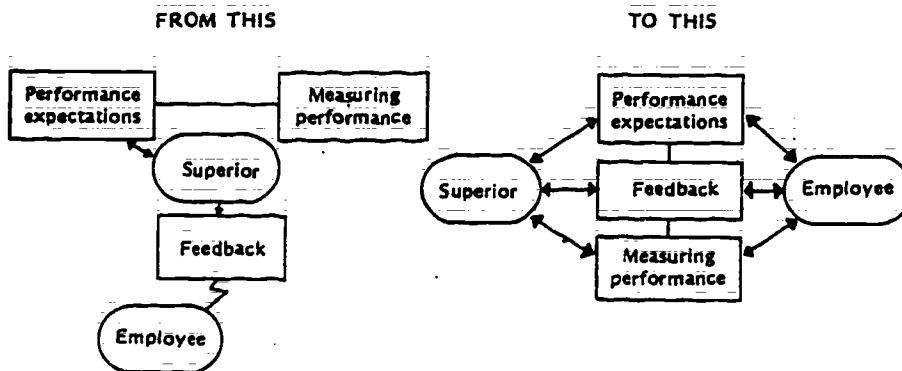 FROM THIS
Performance
expectations
Measuring
performance
Superior
Feedback
Employee
TO THIS
Performance
expectations
Superior
Feedback
Employee
Measuring
performance